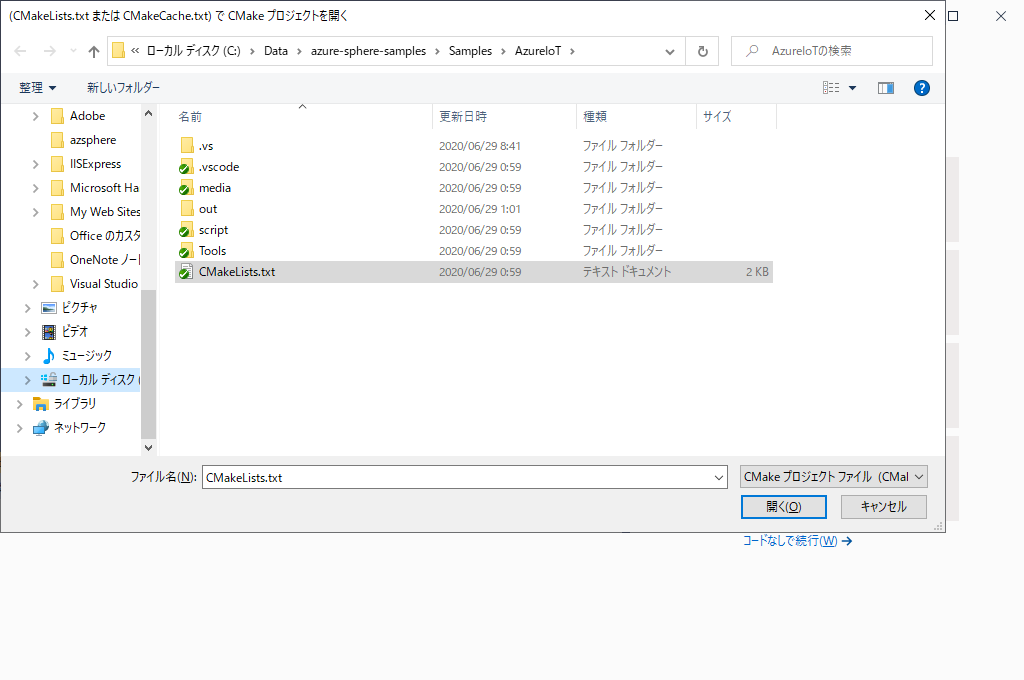 (CMakeLists.txt または CMakeCache.txt) で CMake プロジェクトを開く
« ローカル ディスク (C:) › Data › azure-sphere-samples › Samples › AzureIoT ›
AzureIoTの検索
整理
新しいフォルダー
Adobe
azsphere
IISExpress
Microsoft Ha
My Web Sites
Office のカスタ
OneNote ノート
Visual Studio
ピクチャ
ビデオ
ミュージック
ローカル ディスク (
ライブラリ
ネットワーク
名前 更新日時 種類 サイズ
.vs 2020/06/29 8:41 ファイル フォルダー
.vscode 2020/06/29 0:59 ファイル フォルダー
media 2020/06/29 0:59 ファイル フォルダー
out 2020/06/29 1:01 ファイル フォルダー
script 2020/06/29 0:59 ファイル フォルダー
Tools 2020/06/29 0:59 ファイル フォルダー
CMakeLists.txt 2020/06/29 0:59 テキスト ドキュメント 2 KB
ファイル名(N): CMakeLists.txt
CMake プロジェクト ファイル (CMal
開く(O)
キャンセル
コードなしで続行(W) →